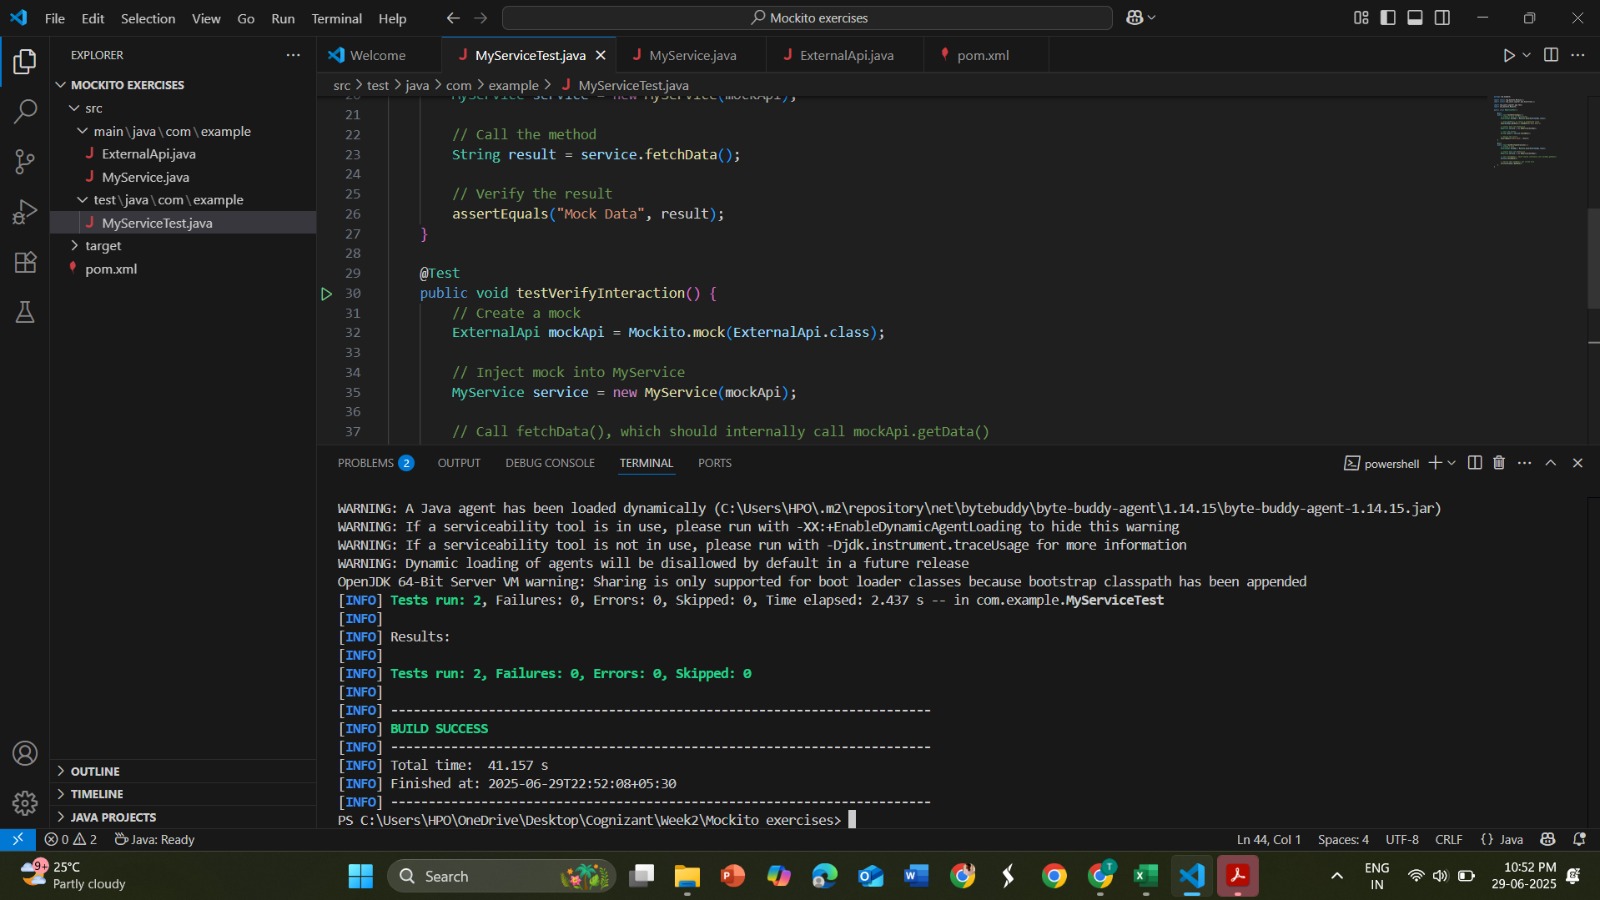 File Edit Selection View Go Run Terminal Help
Mockito exercises
EXPLORER
MOCKITO EXERCISES
src
main\java\com\example
ExternalApi.java
MyService.java
test\java\com\example
MyServiceTest.java
target
pom.xml
OUTLINE
TIMELINE
JAVA PROJECTS
Welcome MyServiceTest.java MyService.java ExternalApi.java pom.xml
src > test > java > com > example > MyServiceTest.java
20 MyService service = new MyService(mockApi);
21
22 // Call the method
23 String result = service.fetchData();
24
25 // Verify the result
26 assertEquals("Mock Data", result);
27 }
28
29 @Test
30 public void testVerifyInteraction() {
31 // Create a mock
32 ExternalApi mockApi = Mockito.mock(ExternalApi.class);
33
34 // Inject mock into MyService
35 MyService service = new MyService(mockApi);
36
37 // Call fetchData(), which should internally call mockApi.getData()
PROBLEMS 2 OUTPUT DEBUG CONSOLE TERMINAL PORTS
powershell
WARNING: A Java agent has been loaded dynamically (C:\Users\HPO\.m2\repository\net\bytebuddy\byte-buddy-agent\1.14.15\byte-buddy-agent-1.14.15.jar)
WARNING: If a serviceability tool is in use, please run with -XX:+EnableDynamicAgentLoading to hide this warning
WARNING: If a serviceability tool is not in use, please run with -Djdk.instrument.traceUsage for more information
WARNING: Dynamic loading of agents will be disallowed by default in a future release
OpenJDK 64-Bit Server VM warning: Sharing is only supported for boot loader classes because bootstrap classpath has been appended
[INFO] Tests run: 2, Failures: 0, Errors: 0, Skipped: 0, Time elapsed: 2.437 s -- in com.example.MyServiceTest
[INFO]
[INFO] Results:
[INFO]
[INFO] Tests run: 2, Failures: 0, Errors: 0, Skipped: 0
[INFO]
[INFO] ------------------------------------------------------------------------
[INFO] BUILD SUCCESS
[INFO] ------------------------------------------------------------------------
[INFO] Total time:  41.157 s
[INFO] Finished at: 2025-06-29T22:52:08+05:30
[INFO] ------------------------------------------------------------------------
PS C:\Users\HPO\OneDrive\Desktop\Cognizant\Week2\Mockito exercises>
0 2 Java: Ready
Ln 44, Col 1 Spaces: 4 UTF-8 CRLF {} Java
9+ 25°C
Partly cloudy
Search
ENG
IN
10:52 PM
29-06-2025